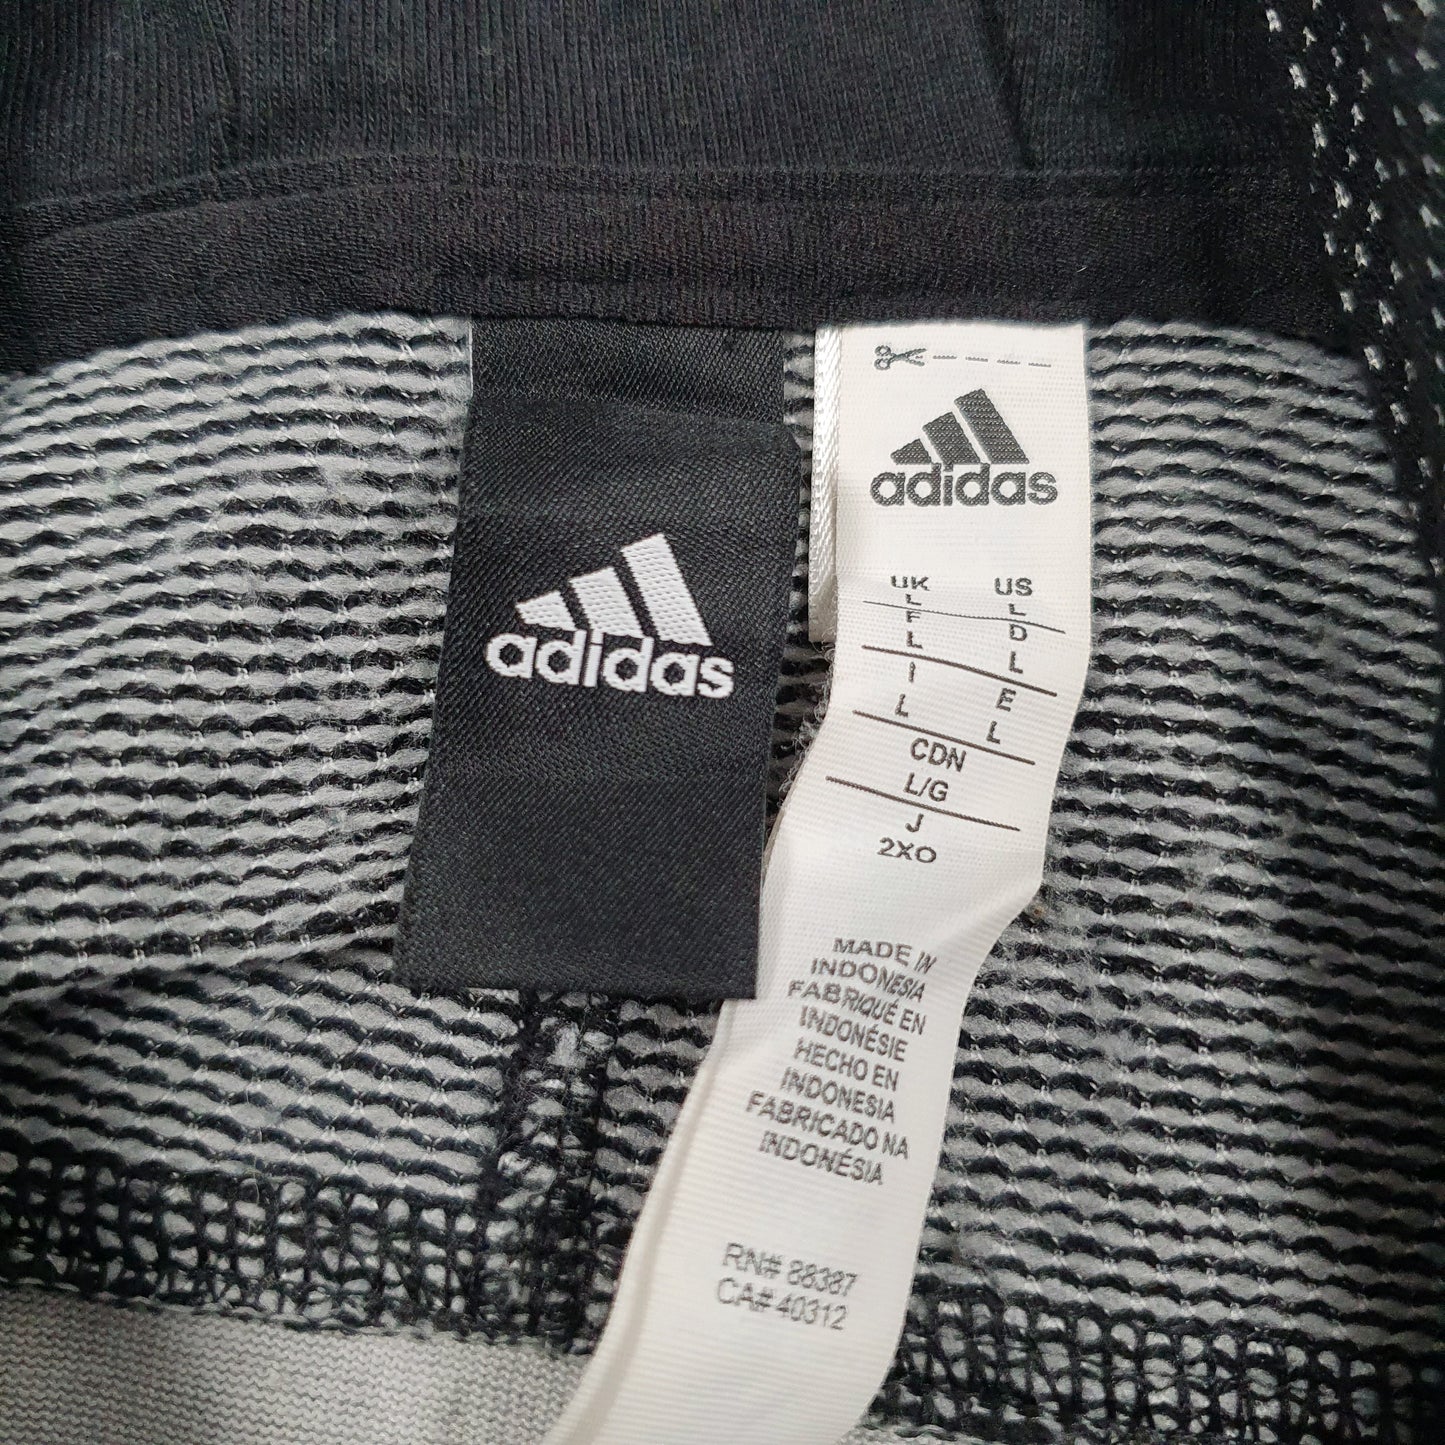 adidas
adidas
UK US
L L
F D
L L
I E
L L
CDN
L/G
J
2XO
MADE IN
INDONESIA
FABRIQUÉ EN
INDONÉSIE
HECHO EN
INDONESIA
FABRICADO NA
INDONÉSIA
RN# 88387
CA# 40312